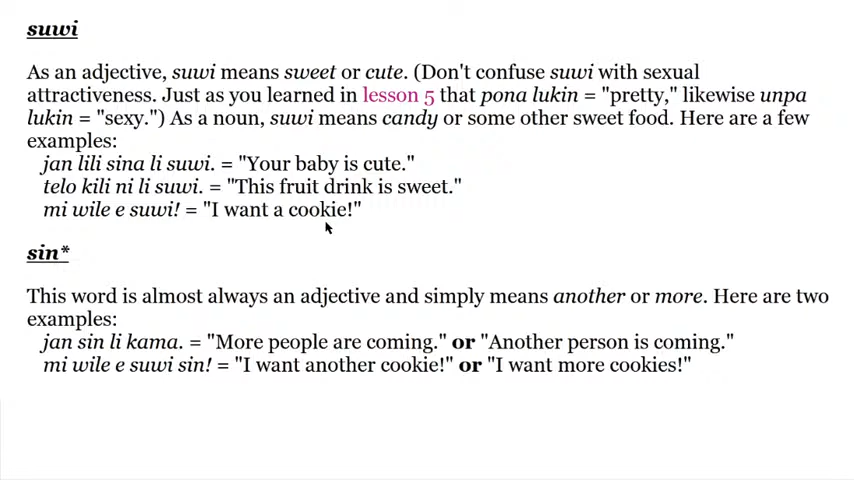 suwi
As an adjective, suwi means sweet or cute. (Don't confuse suwi with sexual
attractiveness. Just as you learned in lesson 5 that pona lukin = "pretty," likewise unpa
lukin = "sexy.") As a noun, suwi means candy or some other sweet food. Here are a few
examples:
jan lili sina li suwi. = "Your baby is cute."
telo kili ni li suwi. = "This fruit drink is sweet."
mi wile e suwi! = "I want a cookie!"
sin*
This word is almost always an adjective and simply means another or more. Here are two
examples:
jan sin li kama. = "More people are coming." or "Another person is coming."
mi wile e suwi sin! = "I want another cookie!" or "I want more cookies!"